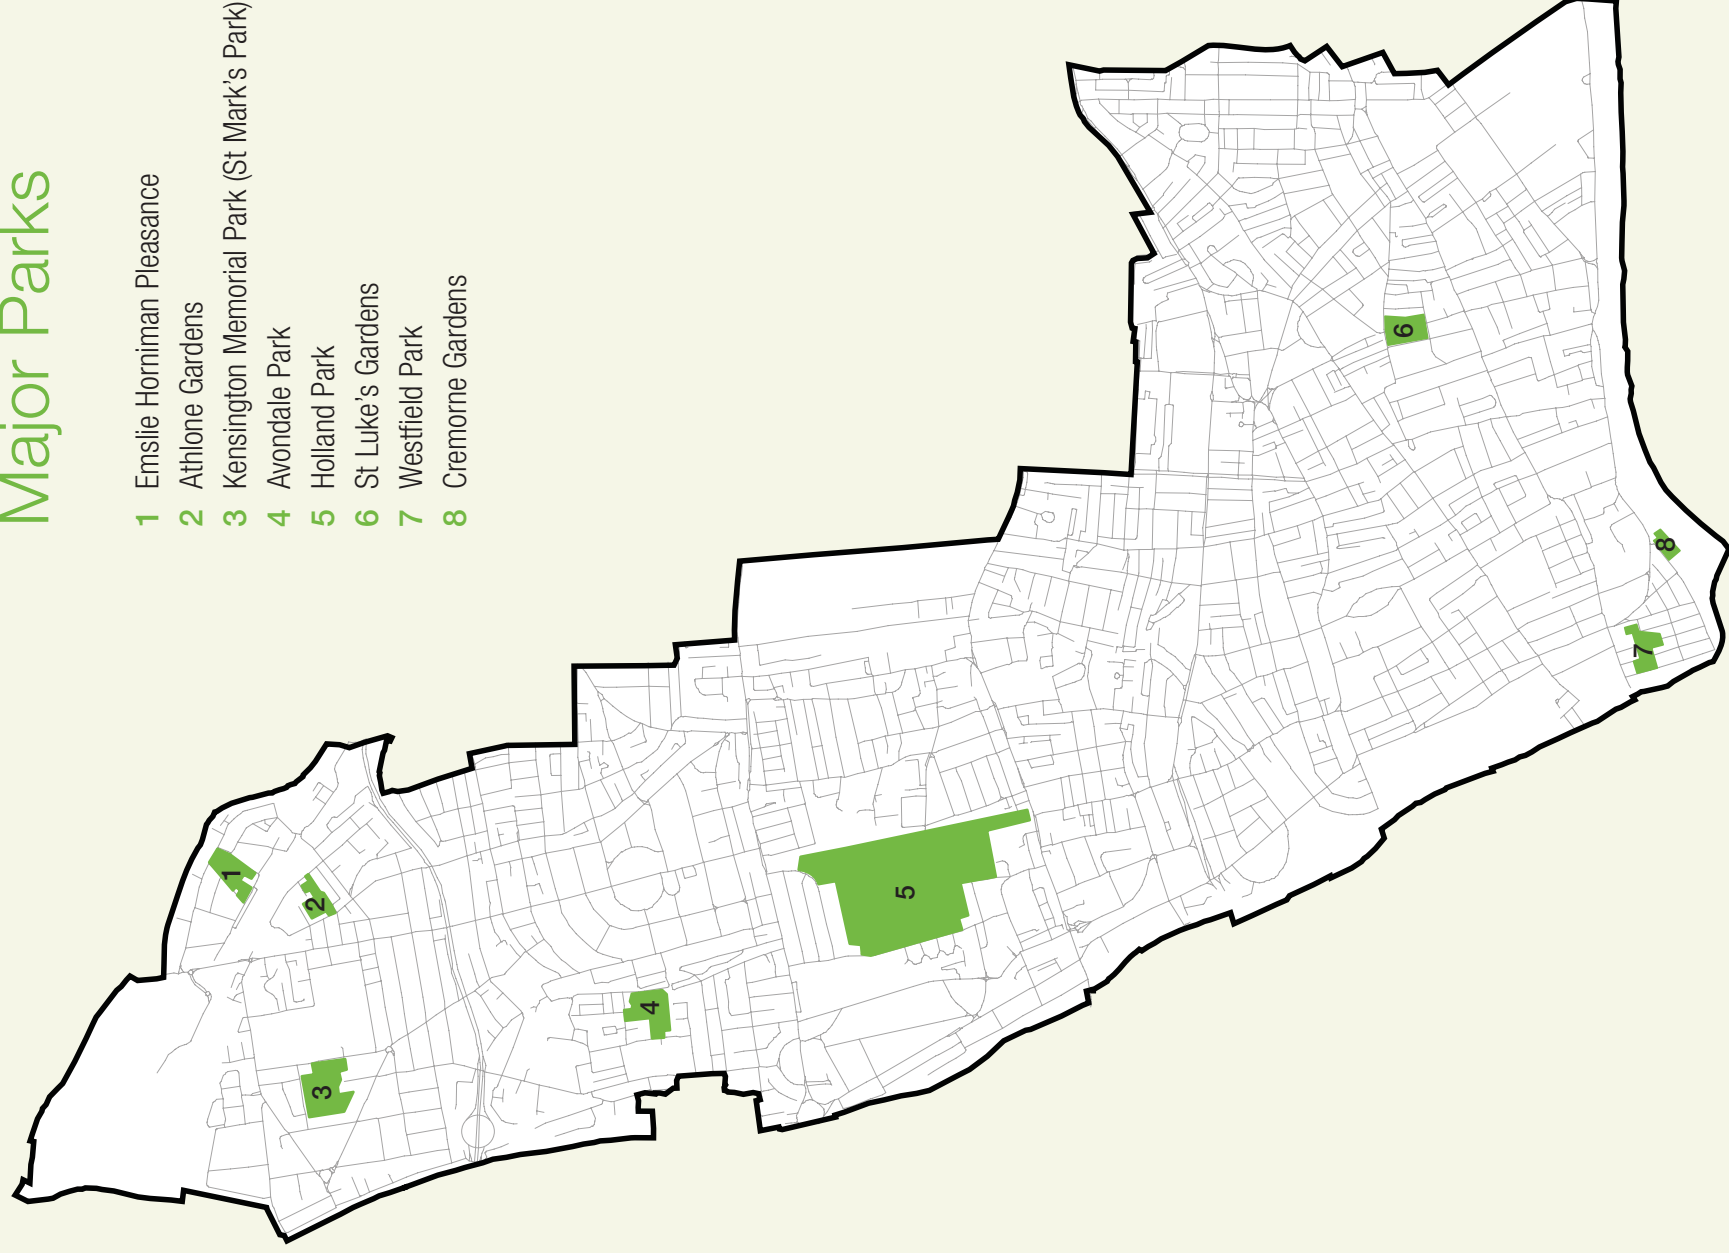 Major Parks
1 Emslie Horniman Pleasance
2 Athlone Gardens
3 Kensington Memorial Park (St Mark’s Park)
4 Avondale Park
5 Holland Park
6 St Luke’s Gardens
7 Westfield Park
8 Cremorne Gardens
1
2
3
4
5
6
7
8